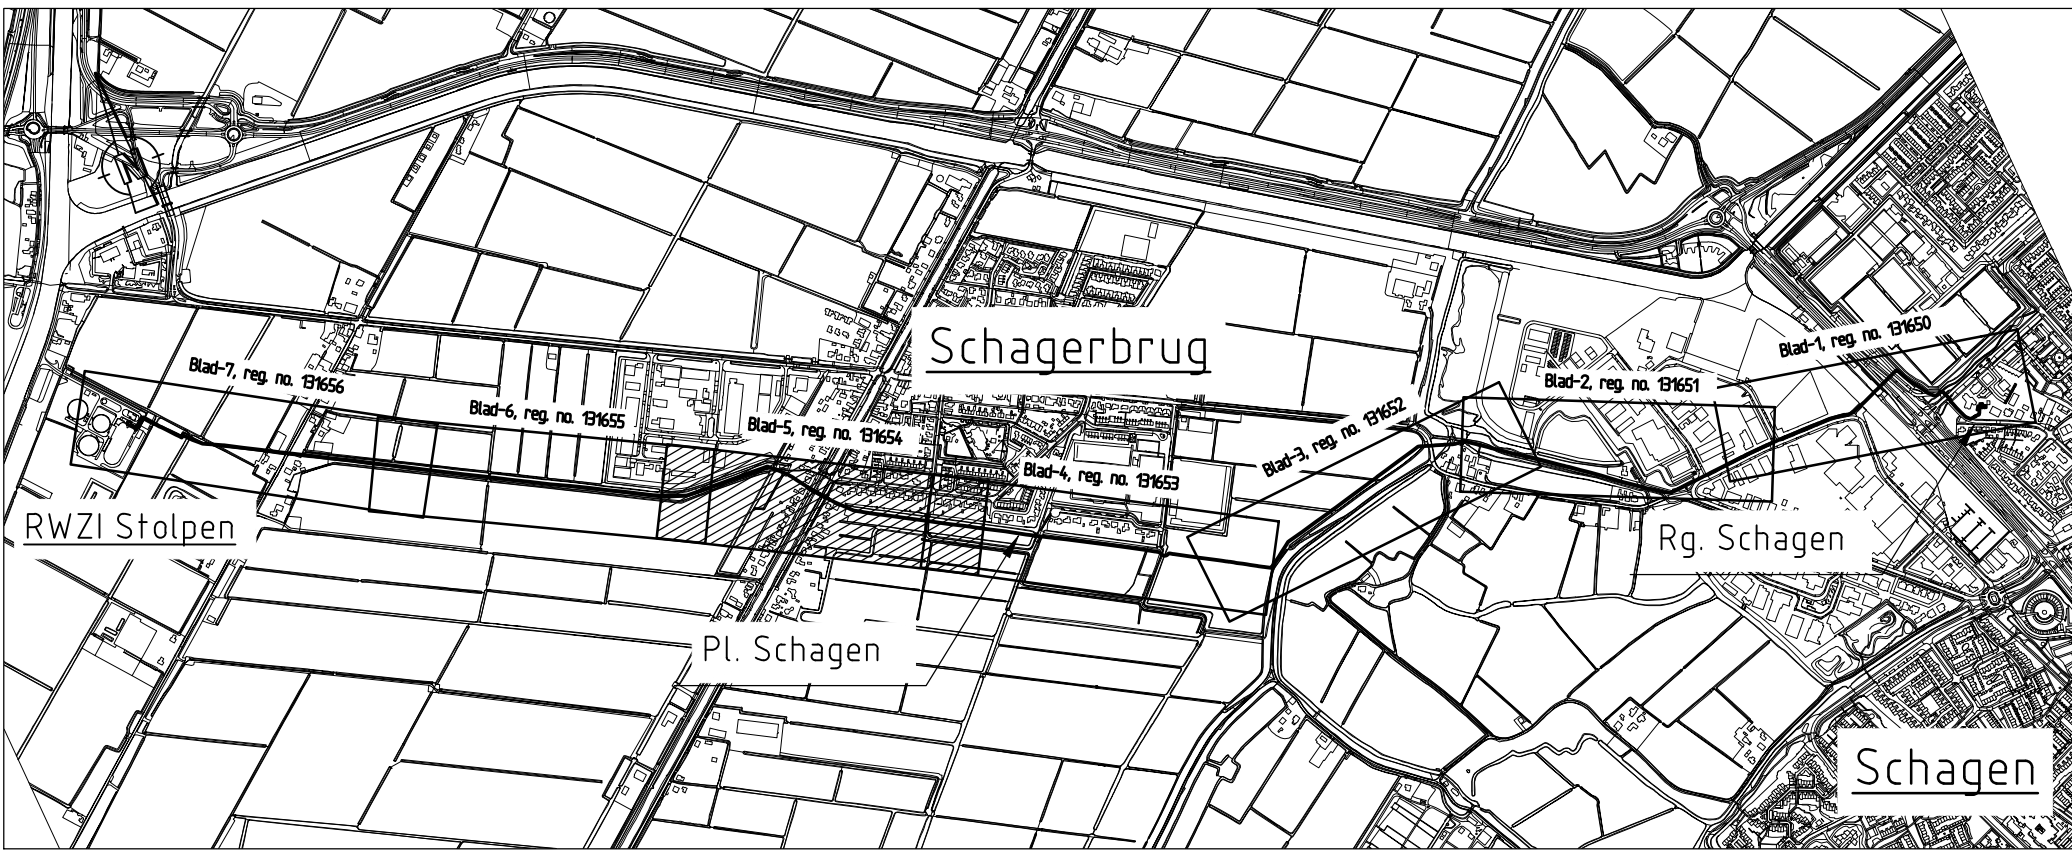 Schagerbrug
Blad-1, reg. no. 131650
Blad-7, reg. no. 131656
Blad-2, reg. no. 131651
Blad-6, reg. no. 131655
Blad-5, reg. no. 131654
Blad-3, reg. no. 131652
Blad-4, reg. no. 131653
RWZI Stolpen
Rg. Schagen
Pl. Schagen
Schagen